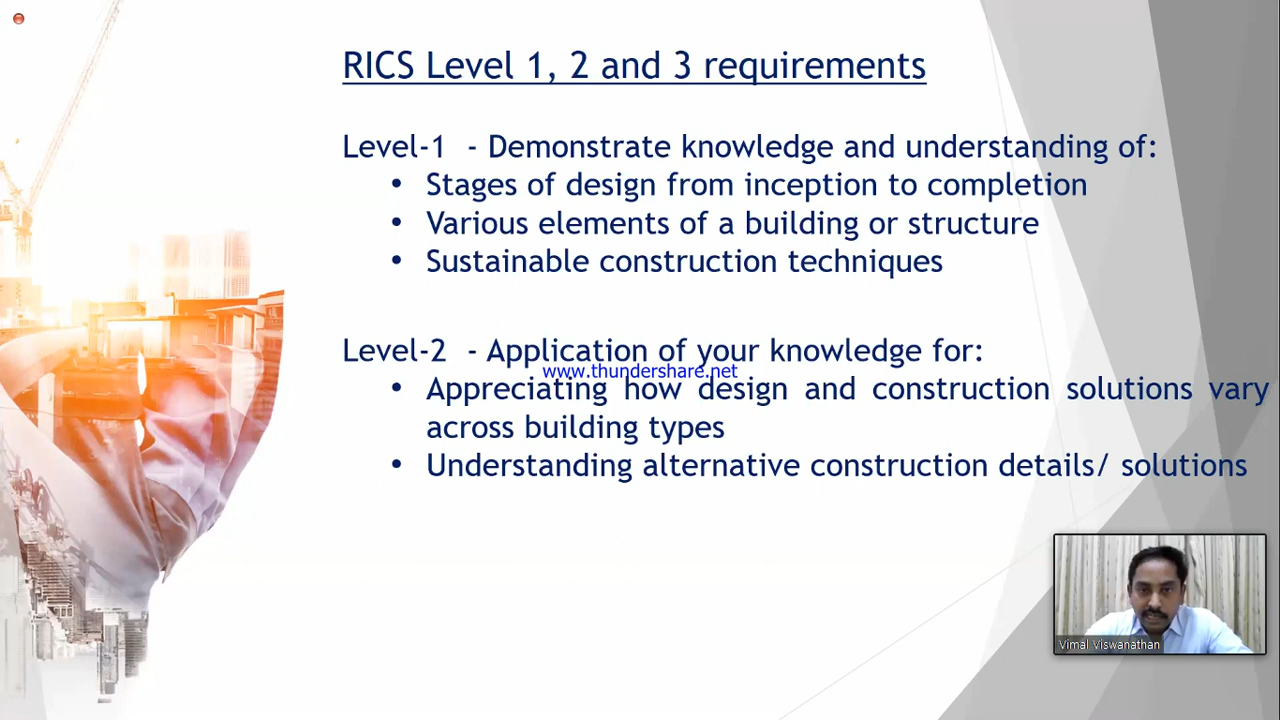 RICS Level 1, 2 and 3 requirements
Level-1 - Demonstrate knowledge and understanding of:
• Stages of design from inception to completion
• Various elements of a building or structure
• Sustainable construction techniques
Level-2 - Application of your knowledge for:
www.thundershare.net
• Appreciating how design and construction solutions vary
across building types
• Understanding alternative construction details/ solutions
Vimal Viswanathan